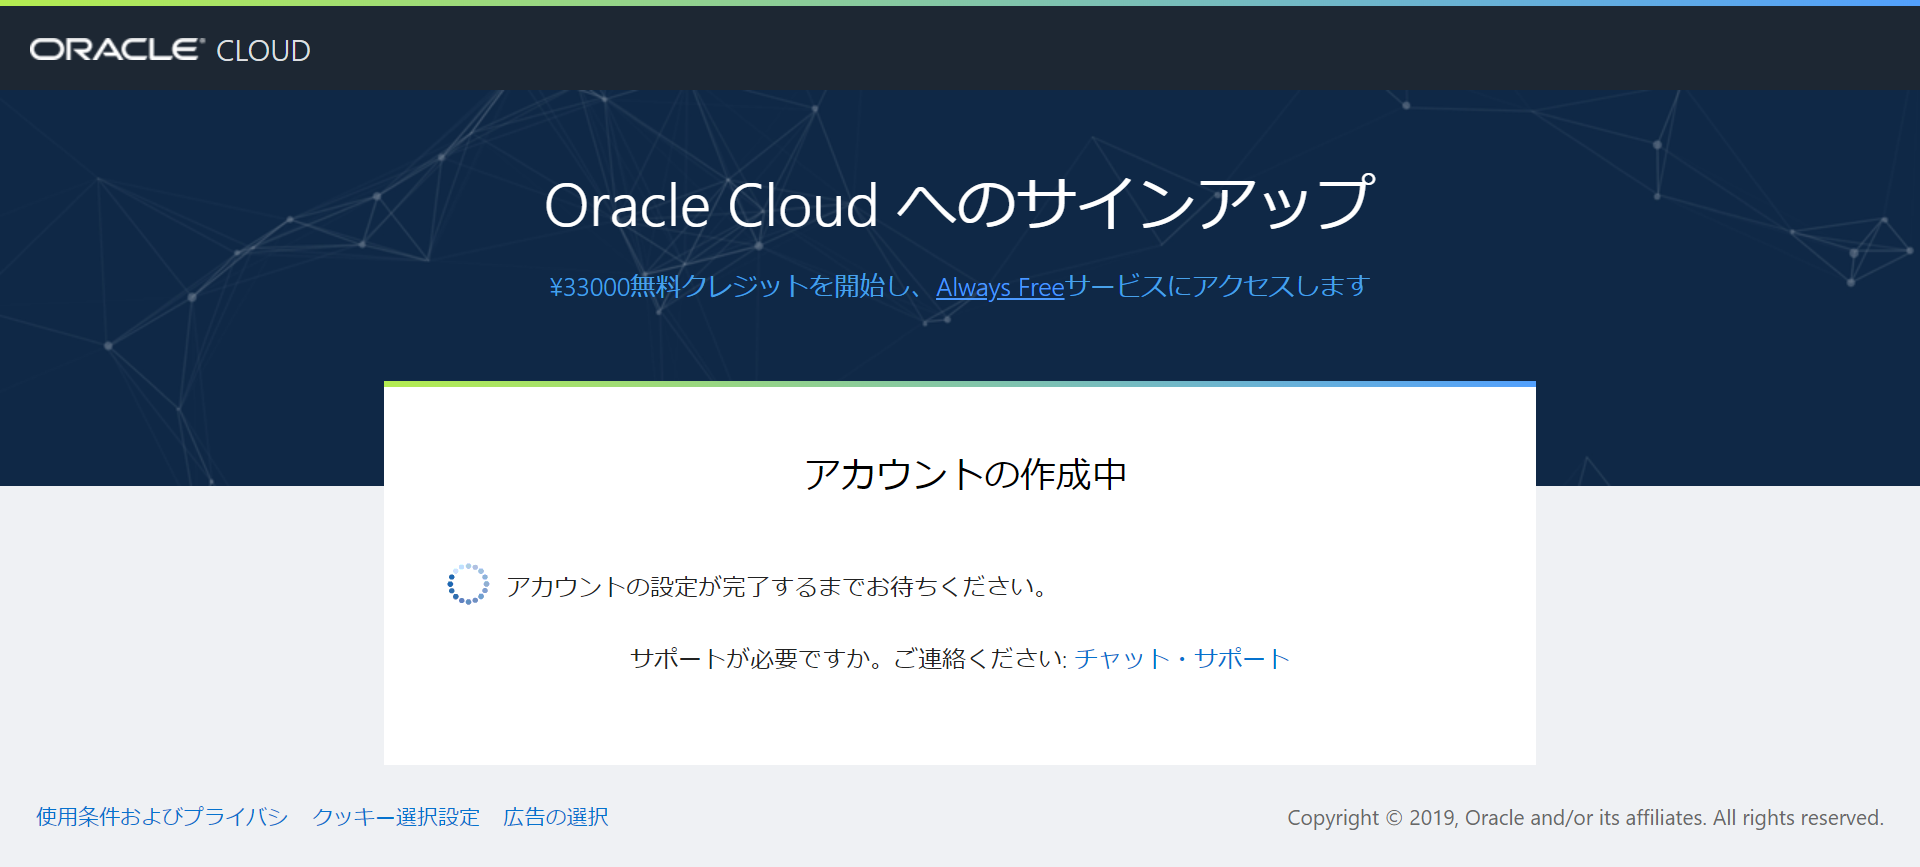 ORACLE® CLOUD
Oracle Cloud へのサインアップ
¥33000無料クレジットを開始し、Always Freeサービスにアクセスします
アカウントの作成中
アカウントの設定が完了するまでお待ちください。
サポートが必要ですか。ご連絡ください: チャット・サポート
使用条件およびプライバシ クッキー選択設定 広告の選択
Copyright © 2019, Oracle and/or its affiliates. All rights reserved.